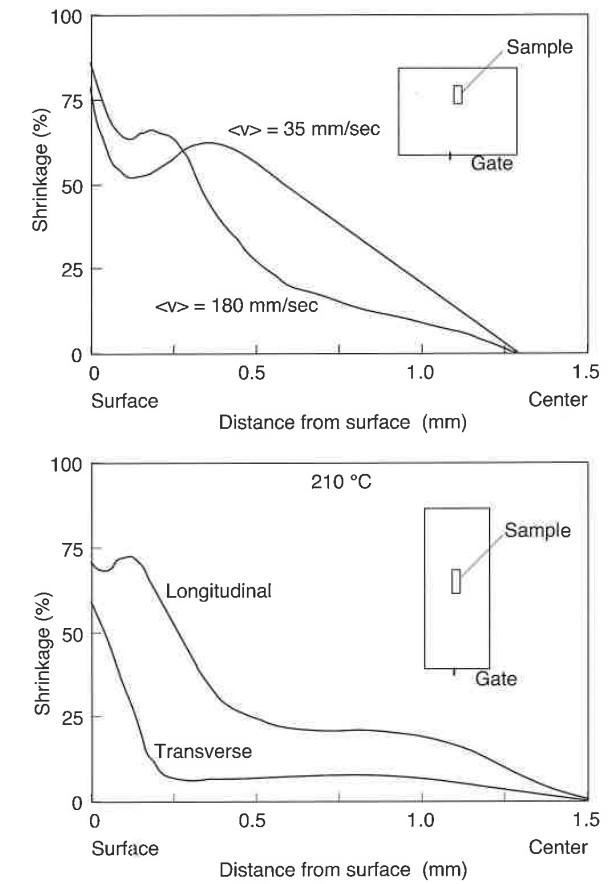 100
Sample
75
<v> = 35 mm/sec
Gate
Shrinkage (%)
50
25
<v> = 180 mm/sec
0
0 0.5 1.0 1.5
Surface Center
Distance from surface (mm)
100
210 °C
Sample
75
Longitudinal
Shrinkage (%)
50
Gate
25
Transverse
0
0 0.5 1.0 1.5
Surface Center
Distance from surface (mm)